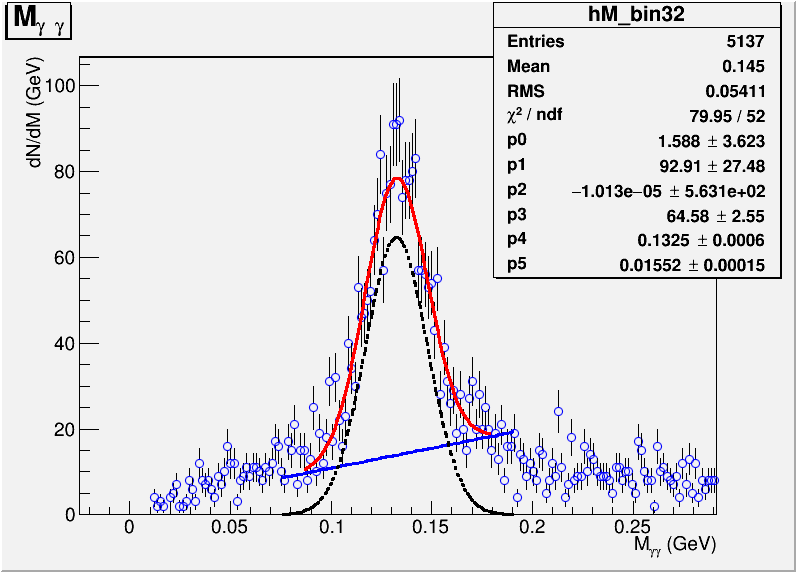 M_γ γ
hM_bin32
Entries 5137
Mean 0.145
RMS 0.05411
χ² / ndf 79.95 / 52
p0 1.588 ± 3.623
p1 92.91 ± 27.48
p2 −1.013e−05 ± 5.631e+02
p3 64.58 ± 2.55
p4 0.1325 ± 0.0006
p5 0.01552 ± 0.00015
dN/dM (GeV)
100
80
60
40
20
0
0 0.05 0.1 0.15 0.2 0.25
M_γγ (GeV)